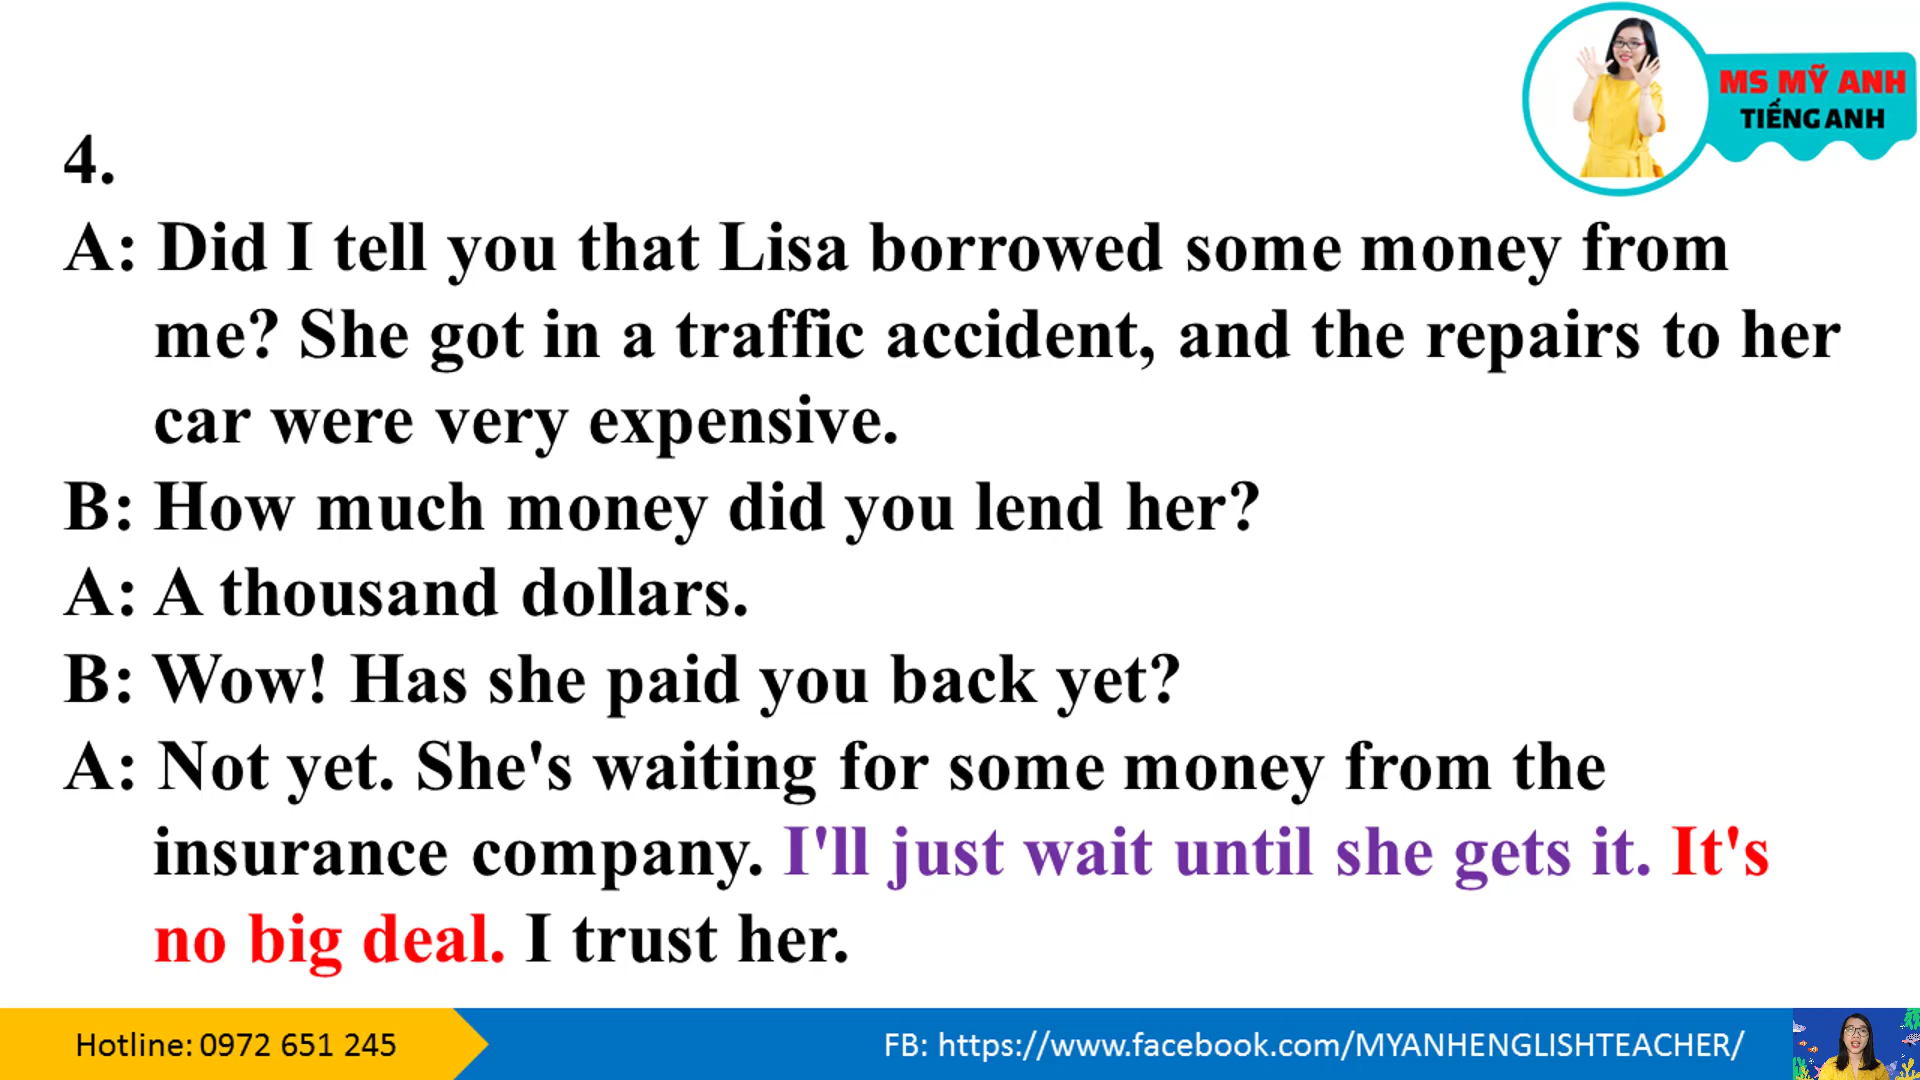 MS MỸ ANH
TIẾNG ANH
4.
A: Did I tell you that Lisa borrowed some money from
me? She got in a traffic accident, and the repairs to her
car were very expensive.
B: How much money did you lend her?
A: A thousand dollars.
B: Wow! Has she paid you back yet?
A: Not yet. She's waiting for some money from the
insurance company. I'll just wait until she gets it. It's
no big deal. I trust her.
Hotline: 0972 651 245
FB: https://www.facebook.com/MYANHENGLISHTEACHER/